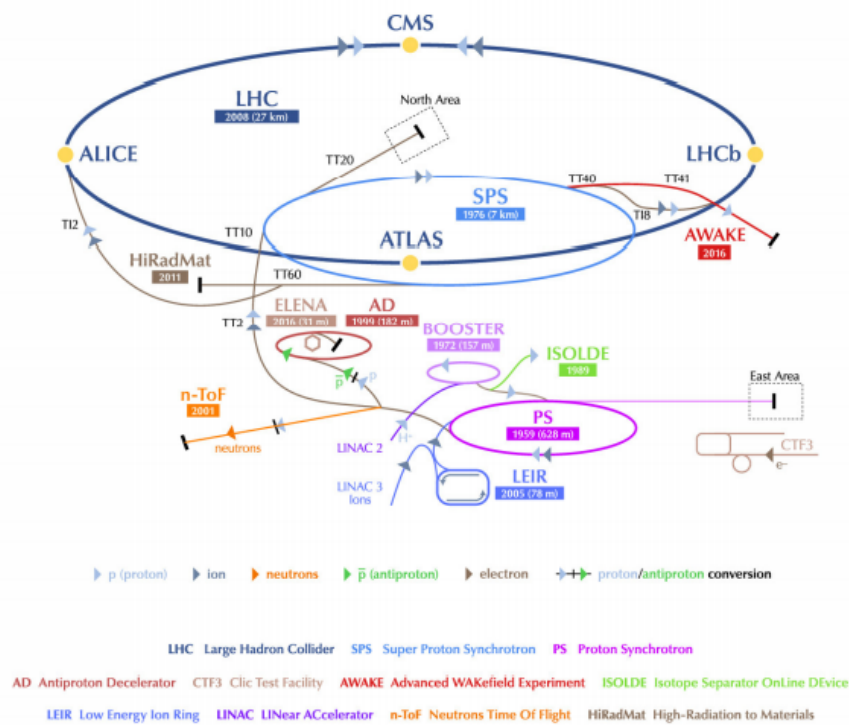 CMS
LHC
2008 (27 km)
North Area
ALICE
TT20
LHCb
TT40
TT41
SPS
1976 (7 km)
TI8
TI2
TT10
ATLAS
AWAKE
2016
HiRadMat
2011
TT60
ELENA
2016 (31 m)
AD
1999 (182 m)
TT2
BOOSTER
1972 (157 m)
ISOLDE
1989
p̅
p
East Area
n-ToF
2001
PS
1959 (628 m)
neutrons
LINAC 2
H⁻
CTF3
e⁻
LEIR
2005 (78 m)
LINAC 3
Ions
p (proton) ion neutrons p̅ (antiproton) electron proton/antiproton conversion
LHC Large Hadron Collider SPS Super Proton Synchrotron PS Proton Synchrotron
AD Antiproton Decelerator CTF3 Clic Test Facility AWAKE Advanced WAKefield Experiment ISOLDE Isotope Separator OnLine DEvice
LEIR Low Energy Ion Ring LINAC LINear ACcelerator n-ToF Neutrons Time Of Flight HiRadMat High-Radiation to Materials